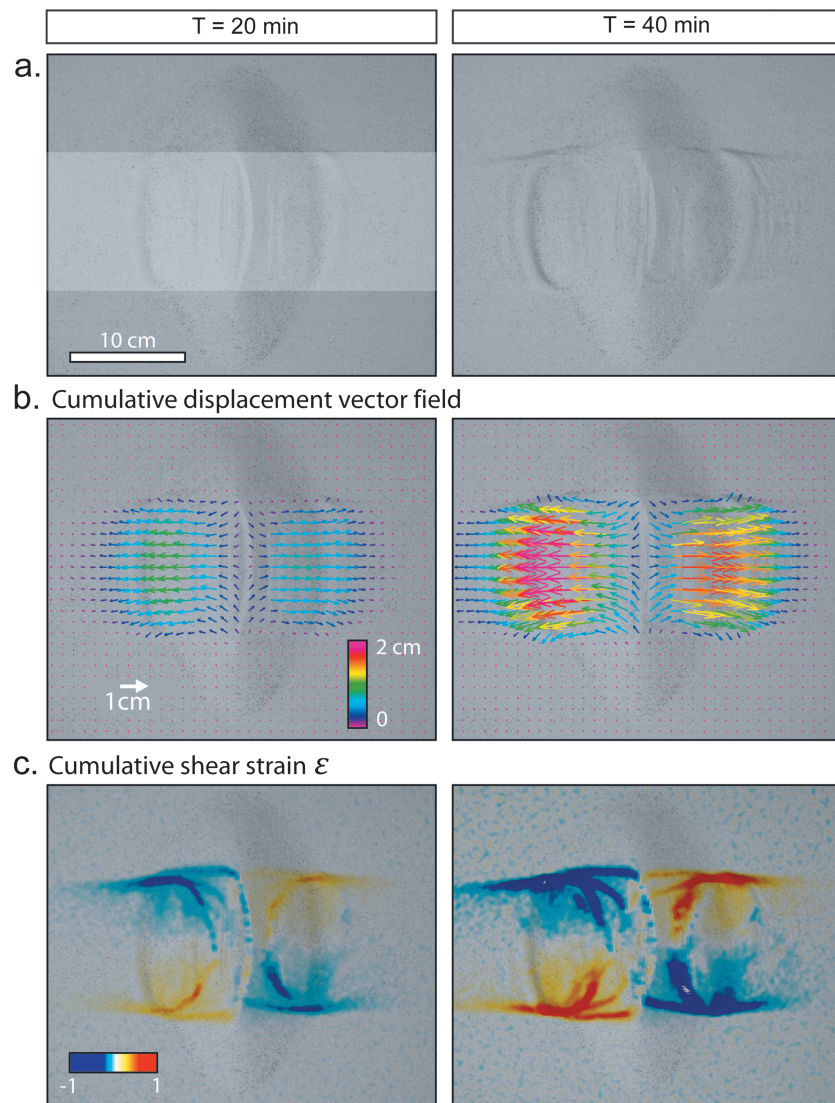 T = 20 min
T = 40 min
a.
10 cm
b. Cumulative displacement vector field
2 cm
0
1cm
c. Cumulative shear strain ε
-1
1